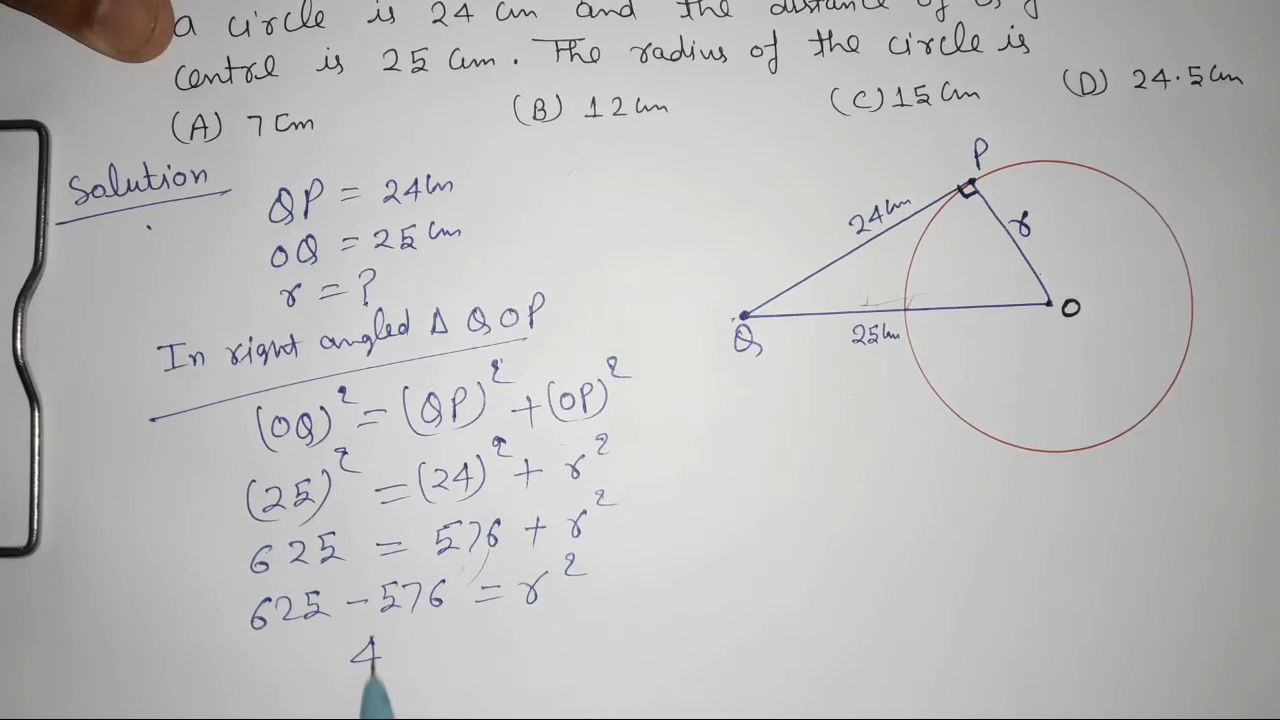 a circle is 24 cm and the distance of
centre is 25 cm. The radius of the circle is
(A) 7 cm (B) 12 cm (C) 15 cm (D) 24.5 cm
Solution
QP = 24 cm
OQ = 25 cm
r = ?
In right angled Δ QOP
(OQ)² = (QP)² + (OP)²
(25)² = (24)² + r²
625 = 576 + r²
625 - 576 = r²
4
P
24 cm
r
Q
25 cm
O